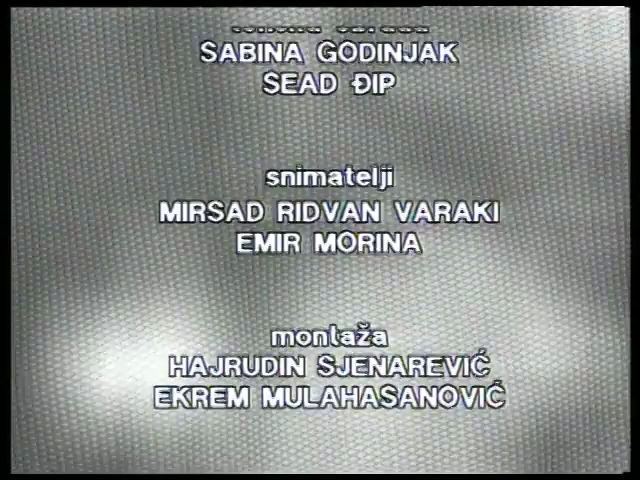 SABINA GODINJAK
SEAD ĐIP
snimatelji
MIRSAD RIDVAN VARAKI
EMIR MORINA
montaža
HAJRUDIN SJENAREVIĆ
EKREM MULAHASANOVIĆ